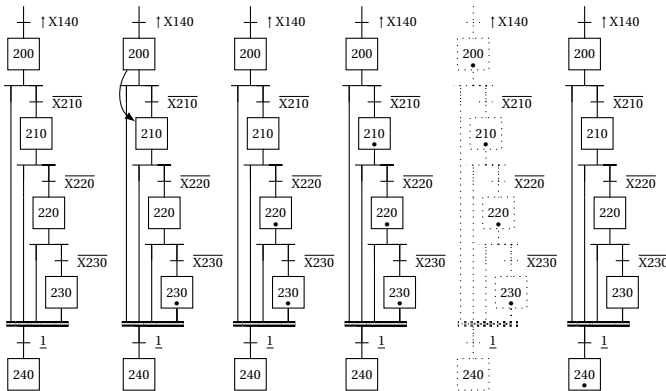 ↑X140 ↑X140 ↑X140 ↑X140 ↑X140 ↑X140
200 200 200 200 200 200
X210 X210 X210 X210 X210 X210
210 210 210 210 210 210
X220 X220 X220 X220 X220 X220
220 220 220 220 220 220
X230 X230 X230 X230 X230 X230
230 230 230 230 230 230
1 1 1 1 1 1
240 240 240 240 240 240